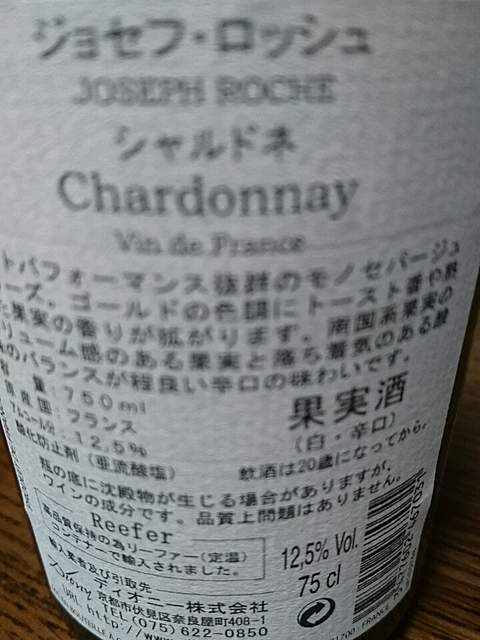 ジョセフ・ロッシュ
JOSEPH ROCHE
シャルドネ
Chardonnay
Vin de France
トパフォーマンス抜群のモノセパージュ
ーズ。ゴールドの色調にトースト香や熟
た果実の香りが拡がります。南国系果実の
リューム感のある果実と落ち着気のある酸
のバランスが程良い辛口の味わいです。
容 量:750ml
原産国:フランス
アルコール分 12.5%
酸化防止剤(亜流酸塩)
果実酒
(白・辛口)
飲酒は20歳になってから。
瓶の底に沈殿物が生じる場合がありますが、
ワインの成分です。品質上問題はありません。
Reefer
高品質保持の為リーファー(定温)
コンテナーで輸入されました。
輸入業者及び引取先
ディオニー株式会社
京都市伏見区奈良屋町408-1
TEL(075)622-0850
URL http://www
12,5% Vol.
75 cl